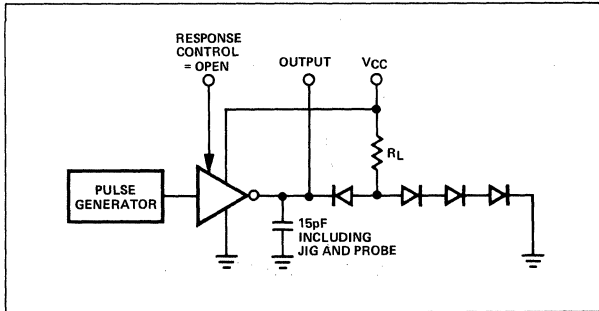 RESPONSE
CONTROL
= OPEN
OUTPUT
VCC
RL
PULSE
GENERATOR
15pF
INCLUDING
JIG AND PROBE